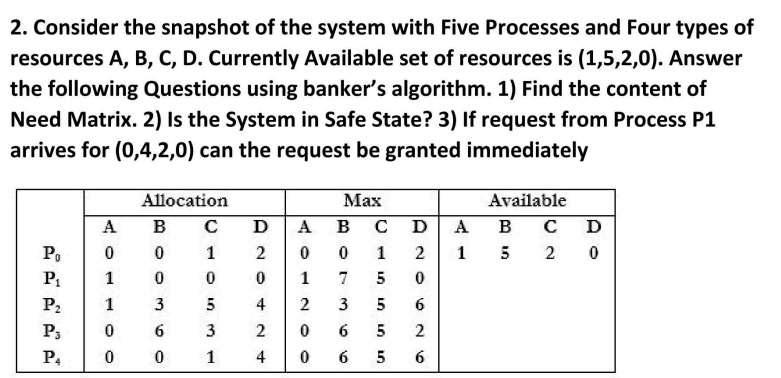 2. Consider the snapshot of the system with Five Processes and Four types of
resources A, B, C, D. Currently Available set of resources is (1,5,2,0). Answer
the following Questions using banker’s algorithm. 1) Find the content of
Need Matrix. 2) Is the System in Safe State? 3) If request from Process P1
arrives for (0,4,2,0) can the request be granted immediately
Allocation Max Available
A B C D A B C D A B C D
P₀ 0 0 1 2 0 0 1 2 1 5 2 0
P₁ 1 0 0 0 1 7 5 0
P₂ 1 3 5 4 2 3 5 6
P₃ 0 6 3 2 0 6 5 2
P₄ 0 0 1 4 0 6 5 6